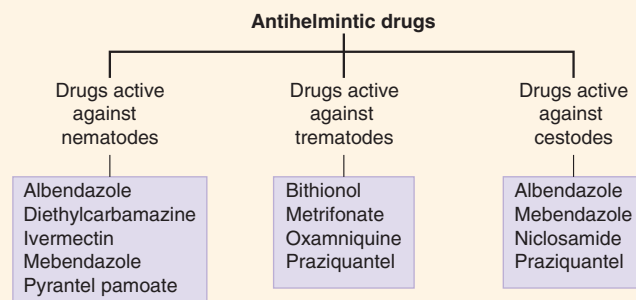 Antihelmintic drugs
Drugs active
against
nematodes
Albendazole
Diethylcarbamazine
Ivermectin
Mebendazole
Pyrantel pamoate
Drugs active
against
trematodes
Bithionol
Metrifonate
Oxamniquine
Praziquantel
Drugs active
against
cestodes
Albendazole
Mebendazole
Niclosamide
Praziquantel